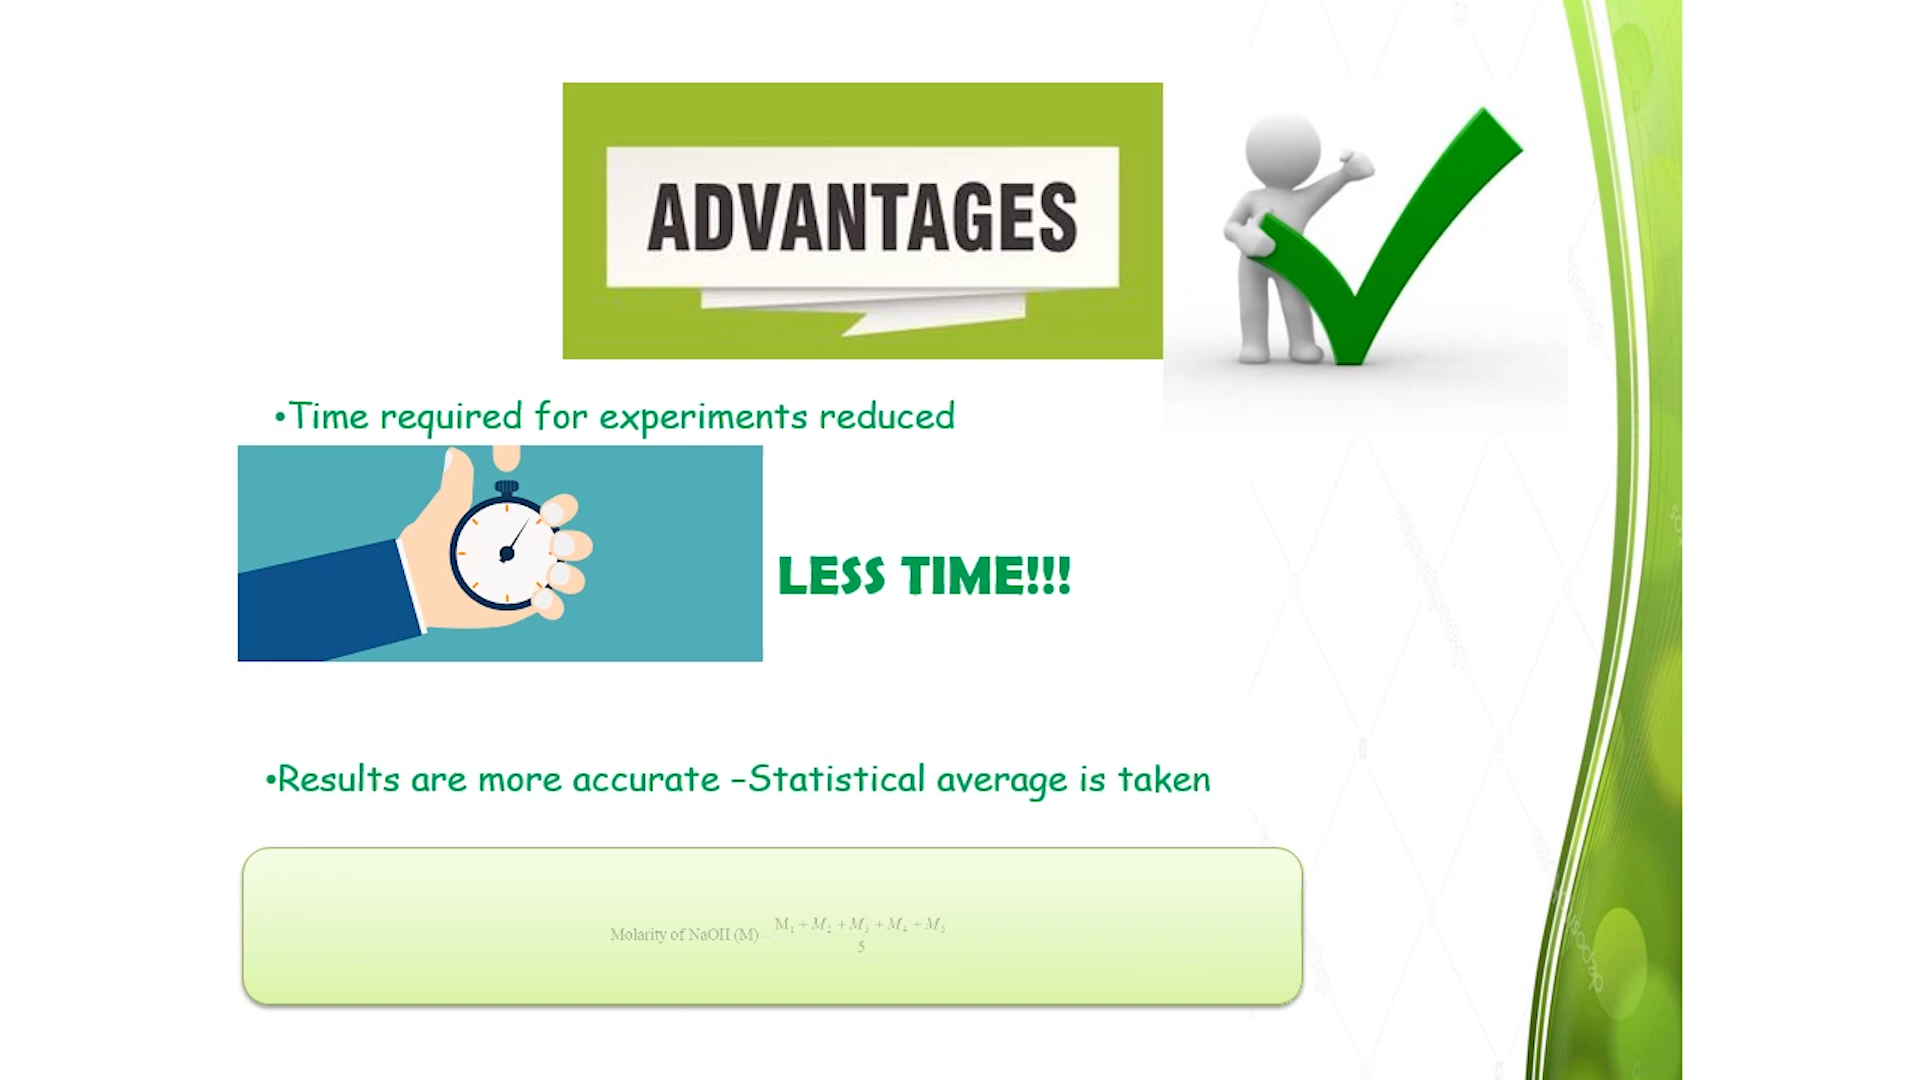 ADVANTAGES
•Time required for experiments reduced
LESS TIME!!!
•Results are more accurate –Statistical average is taken
Molarity of NaOH (M) = M₁ + M₂ + M₃ + M₄ + M₅
5